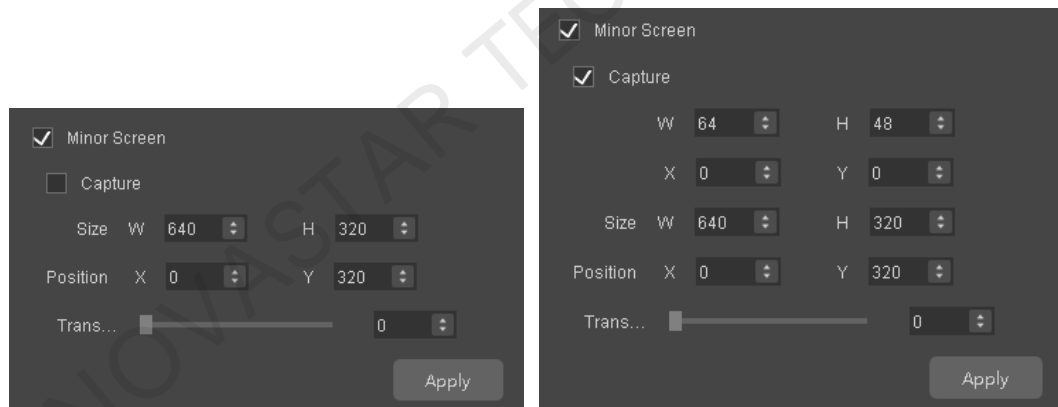 Minor Screen
Capture
Size W 640 H 320
Position X 0 Y 320
Trans... 0
Apply
Minor Screen
Capture
W 64 H 48
X 0 Y 0
Size W 640 H 320
Position X 0 Y 320
Trans... 0
Apply
NOVASTAR TEC